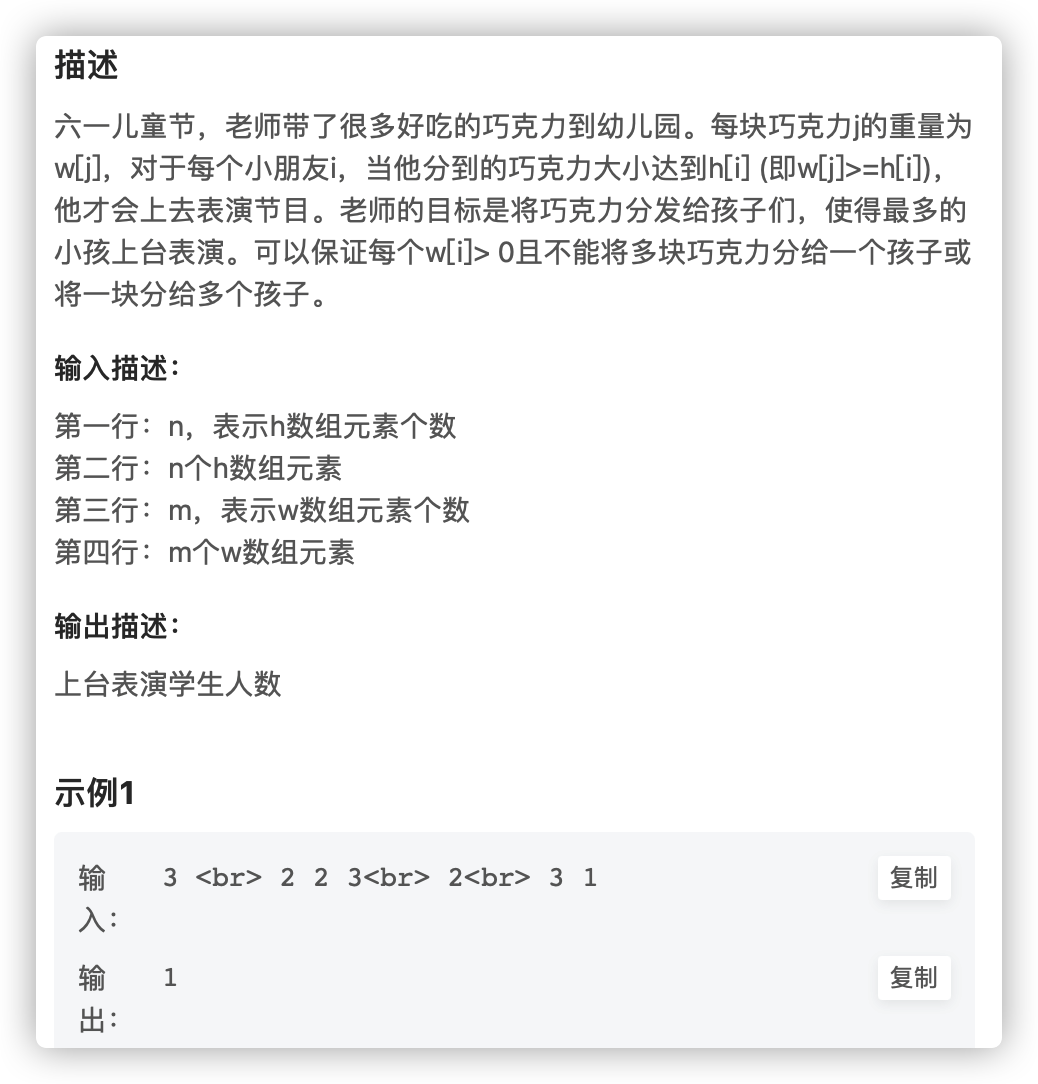 描述
六一儿童节，老师带了很多好吃的巧克力到幼儿园。每块巧克力j的重量为
w[j]，对于每个小朋友i，当他分到的巧克力大小达到h[i] (即w[j]>=h[i])，
他才会上去表演节目。老师的目标是将巧克力分发给孩子们，使得最多的
小孩上台表演。可以保证每个w[i]> 0且不能将多块巧克力分给一个孩子或
将一块分给多个孩子。
输入描述：
第一行：n，表示h数组元素个数
第二行：n个h数组元素
第三行：m，表示w数组元素个数
第四行：m个w数组元素
输出描述：
上台表演学生人数
示例1
输 3 <br> 2 2 3<br> 2<br> 3 1 复制
入：
输 1 复制
出：